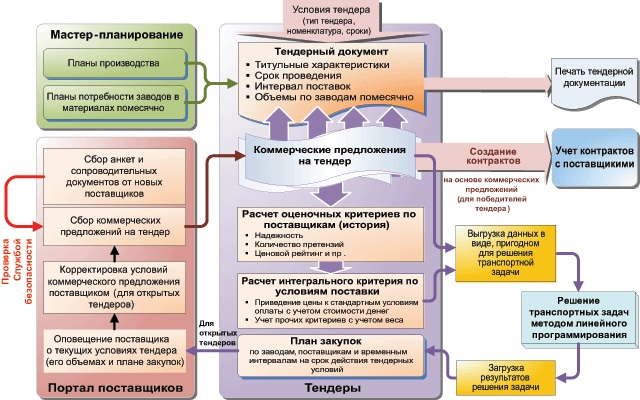 Условия тендера
(тип тендера,
номенклатура, сроки)
Мастер-планирование
Планы производства
Планы потребности заводов в
материалах помесячно
Тендерный документ
• Титульные характеристики
• Срок проведения
• Интервал поставок
• Объемы по заводам помесячно
Печать тендерной
документации
Коммерческие предложения
на тендер
Создание
контрактов
на основе коммерческих
предложений
(для победителей
тендера)
Учет контрактов
с поставщикими
Сбор анкет и
сопроводительных
документов от новых
поставщиков
Сбор коммерческих
предложений на тендер
Проверка
Службой
безопасности
Корректировка условий
коммерческого предложения
поставщиком (для открытых
тендеров)
Оповещение поставщика
о текущих условиях тендера
(его объемах и плане закупок)
Портал поставщиков
Для
открытых
тендеров
Расчет оценочных критериев по
поставщикам (история)
• Надежность
• Количество претензий
• Ценовой рейтинг и пр .
Расчет интегрального критерия по
условиям поставки
• Приведение цены к стандартным условиям
оплаты с учетом стоимости денег
• Учет прочих критериев с учетом веса
План закупок
по заводам, поставщикам и временным
интервалам на срок действия тендерных
условий
Тендеры
Выгрузка данных в
виде, пригодном
для решения
транспортной
задачи
Решение
транспортных задач
методом линейного
программирования
Загрузка
результатов
решения задачи